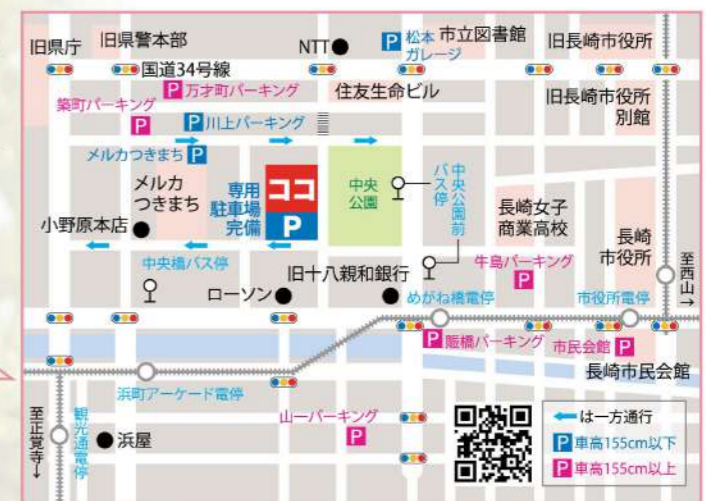 旧県庁
旧県警本部
NTT
P 松本
ガレージ
市立図書館
旧長崎市役所
国道34号線
P 万才町パーキング
住友生命ビル
築町パーキング
P
P 川上パーキング
旧長崎市役所
別館
メルカつきまち P
メルカ
つきまち
専用
駐車場
完備
ココ
P
中央
公園
中央公園前
バス停
長崎女子
商業高校
小野原本店
中央橋バス停
旧十八親和銀行
牛島パーキング
P
長崎
市役所
至西山→
ローソン
めがね橋電停
市役所電停
P 賑橋パーキング
市民会館 P
長崎市民会館
浜町アーケード電停
至正覚寺↓
観光通電停
浜屋
山一パーキング
P
←は一方通行
P 車高155cm以下
P 車高155cm以上